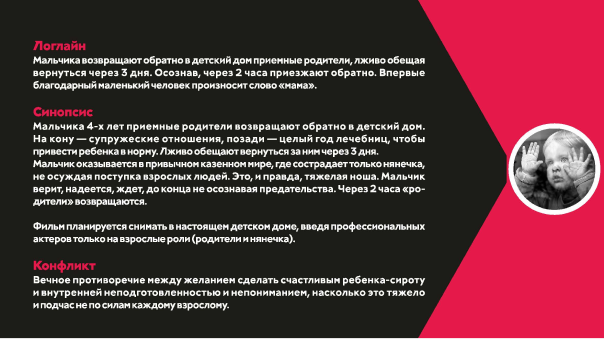 Логлайн
Мальчика возвращают обратно в детский дом приемные родители, лживо обещая
вернуться через 3 дня. Осознав, через 2 часа приезжают обратно. Впервые
благодарный маленький человек произносит слово «мама».
Синопсис
Мальчика 4-х лет приемные родители возвращают обратно в детский дом.
На кону — супружеские отношения, позади — целый год лечебниц, чтобы
привести ребенка в норму. Лживо обещают вернуться за ним через 3 дня.
Мальчик оказывается в привычном казенном мире, где сострадает только нянечка,
не осуждая поступка взрослых людей. Это, и правда, тяжелая ноша. Мальчик
верит, надеется, ждет, до конца не осознавая предательства. Через 2 часа «ро-
дители» возвращаются.
Фильм планируется снимать в настоящем детском доме, введя профессиональных
актеров только на взрослые роли (родители и нянечка).
Конфликт
Вечное противоречие между желанием сделать счастливым ребенка-сироту
и внутренней неподготовленностью и непониманием, насколько это тяжело
и подчас не по силам каждому взрослому.